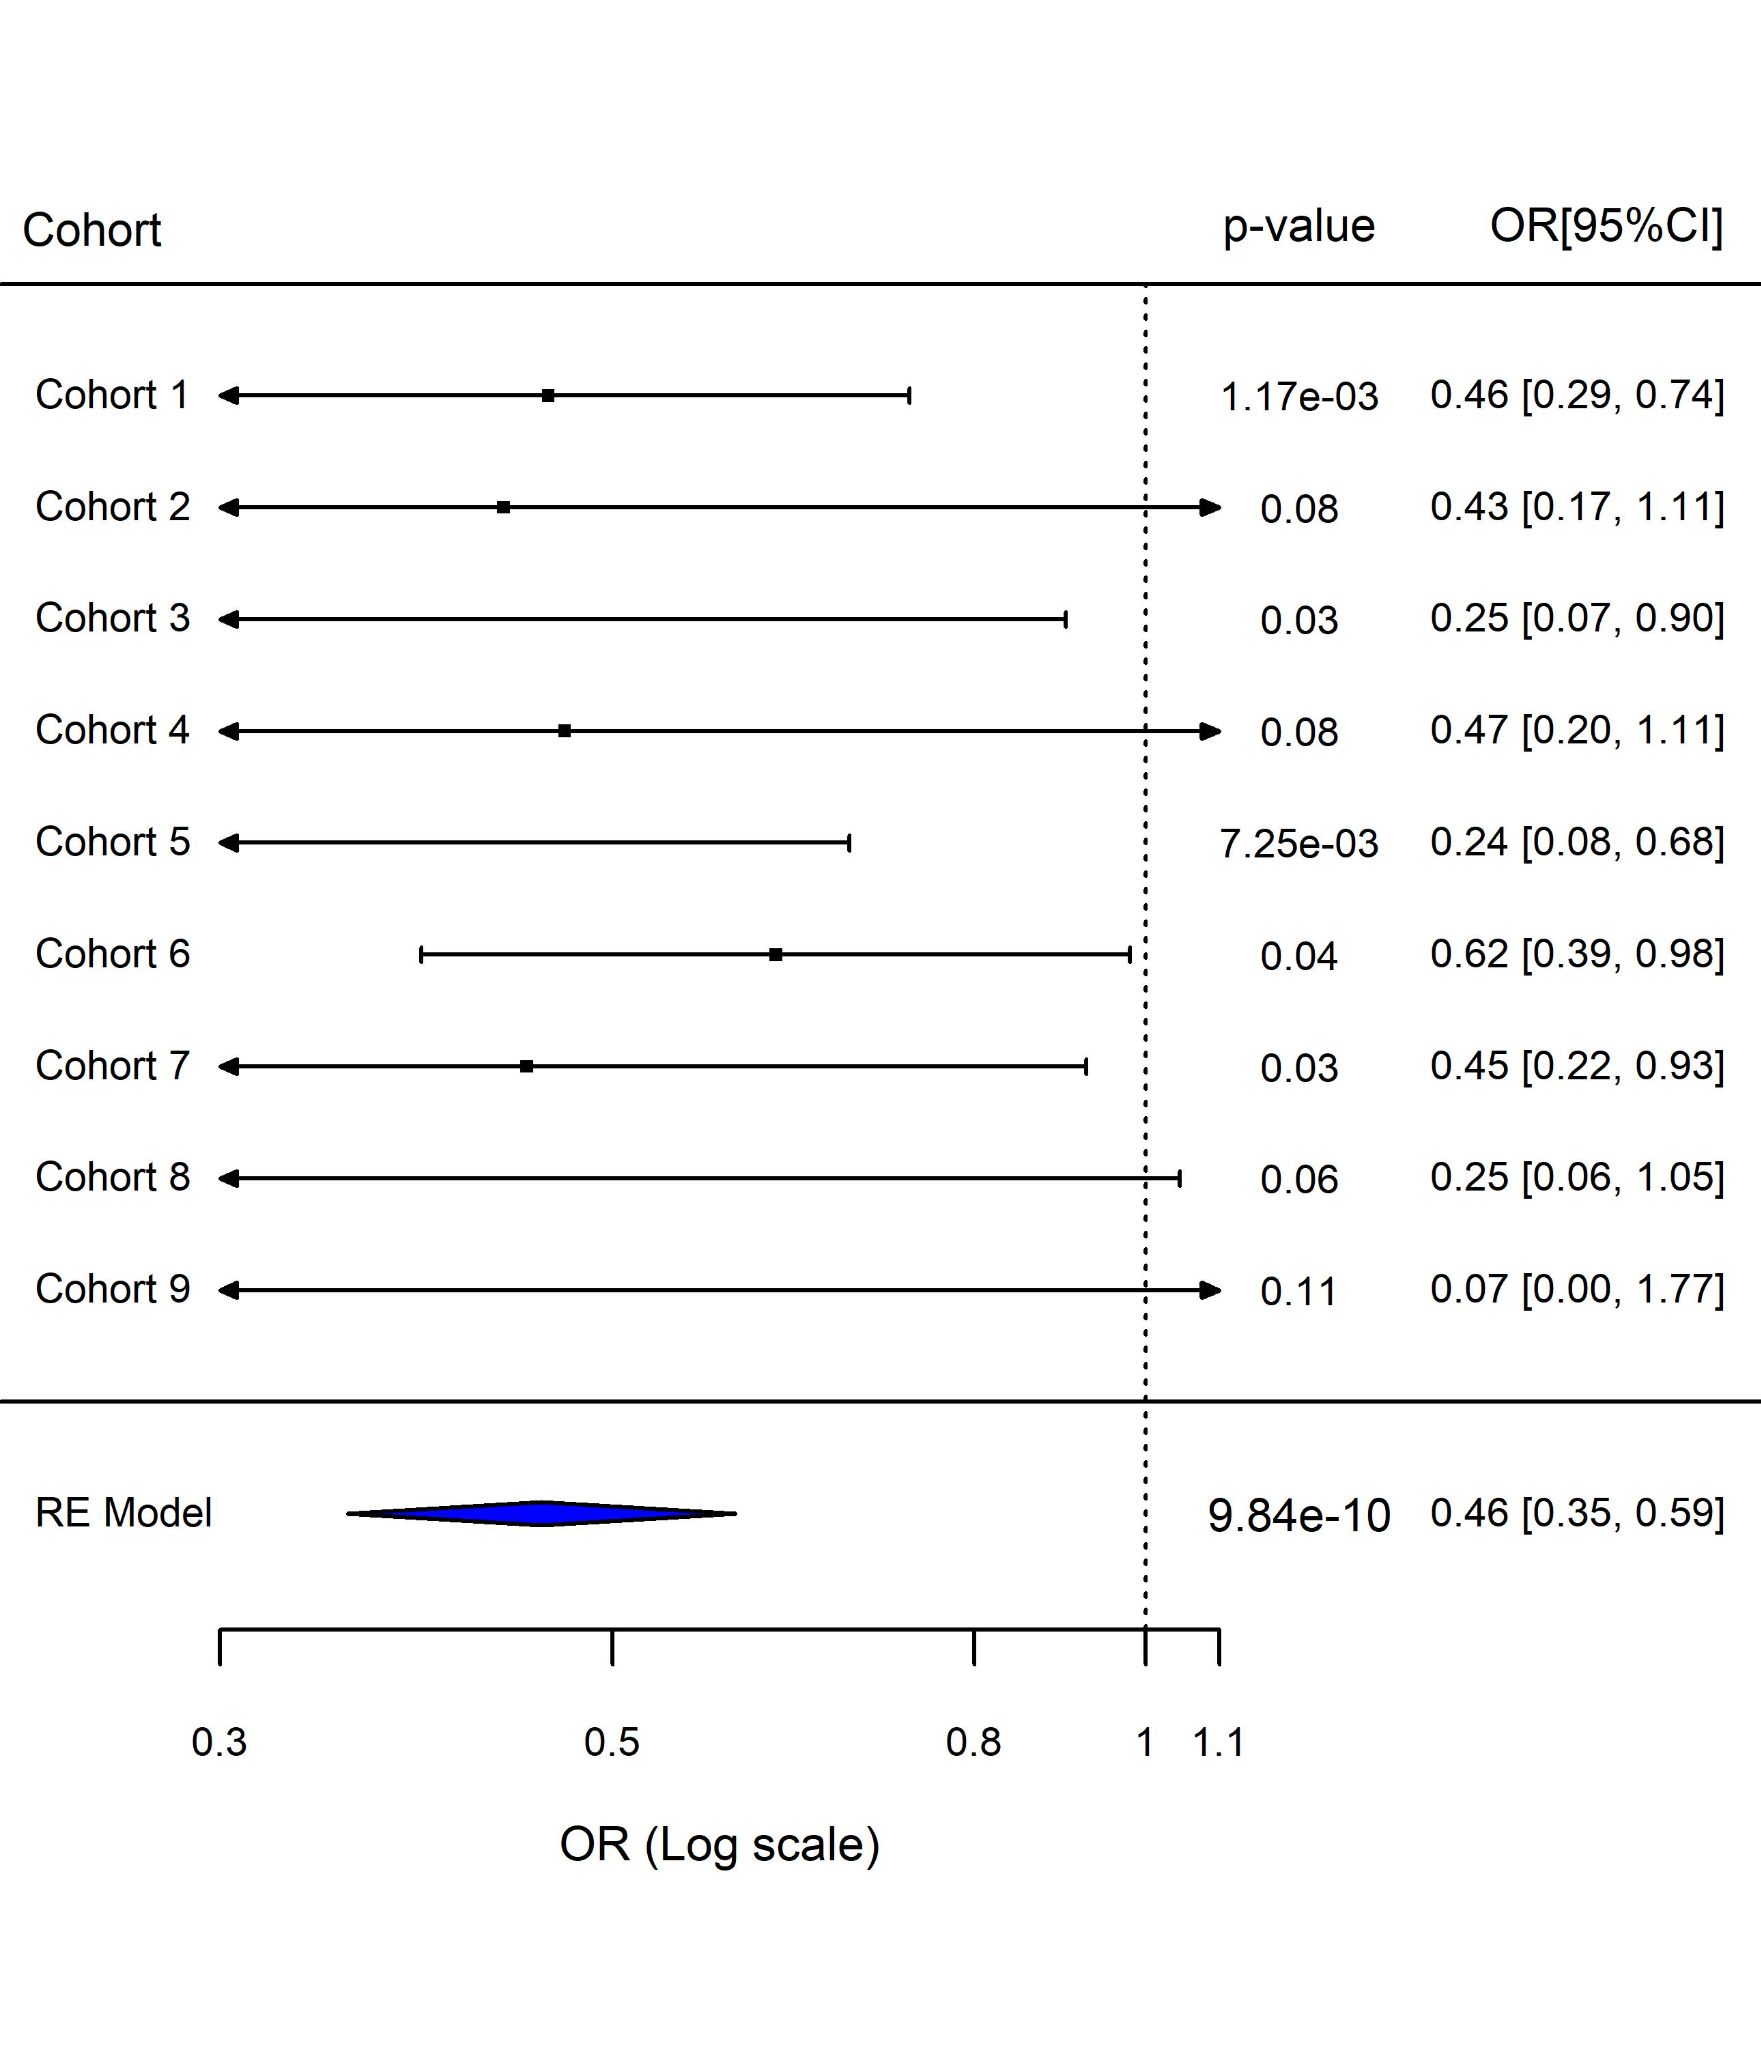 Cohort p-value OR[95%CI]
Cohort 1 1.17e-03 0.46 [0.29, 0.74]
Cohort 2 0.08 0.43 [0.17, 1.11]
Cohort 3 0.03 0.25 [0.07, 0.90]
Cohort 4 0.08 0.47 [0.20, 1.11]
Cohort 5 7.25e-03 0.24 [0.08, 0.68]
Cohort 6 0.04 0.62 [0.39, 0.98]
Cohort 7 0.03 0.45 [0.22, 0.93]
Cohort 8 0.06 0.25 [0.06, 1.05]
Cohort 9 0.11 0.07 [0.00, 1.77]
RE Model 9.84e-10 0.46 [0.35, 0.59]
0.3 0.5 0.8 1 1.1
OR (Log scale)